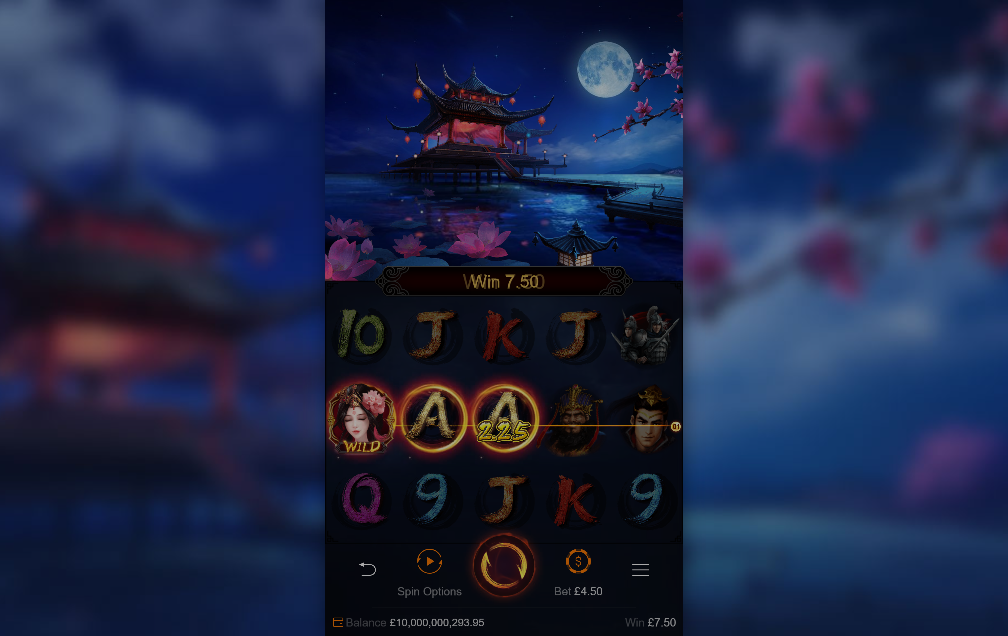 Win 7.50
10 J K J
WILD A A
2.25
01
Q 9 J K 9
Spin Options
Bet £4.50
Balance £10,000,000,293.95
Win £7.50